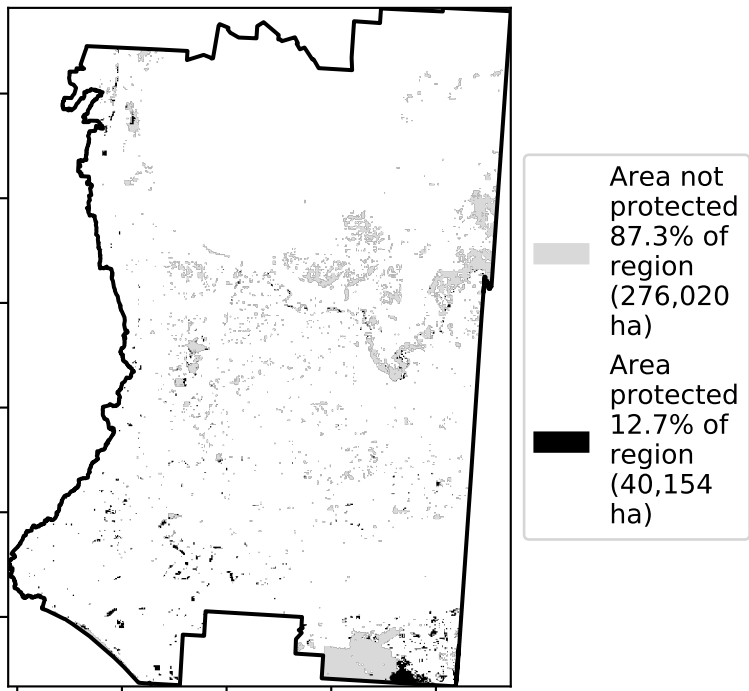 Area not
protected
87.3% of
region
(276,020
ha)
Area
protected
12.7% of
region
(40,154
ha)